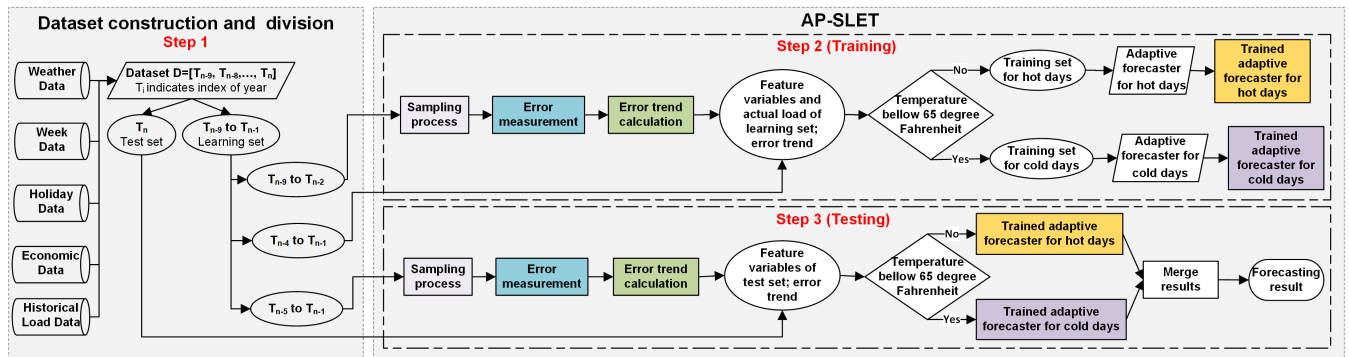 Dataset construction and division
Step 1
Weather
Data
Week
Data
Holiday
Data
Economic
Data
Historical
Load Data
Dataset D=[Tn-9, Tn-8,…, Tn]
Ti indicates index of year
Tn
Test set
Tn-9 to Tn-1
Learning set
Tn-9 to Tn-2
Tn-4 to Tn-1
Tn-5 to Tn-1
AP-SLET
Step 2 (Training)
Sampling
process
Error
measurement
Error trend
calculation
Feature
variables and
actual load of
learning set;
error trend
Temperature
bellow 65 degree
Fahrenheit
No
Training set
for hot days
Adaptive
forecaster
for hot days
Trained
adaptive
forecaster for
hot days
Yes
Training set
for cold days
Adaptive
forecaster for
cold days
Trained
adaptive
forecaster for
cold days
Step 3 (Testing)
Sampling
process
Error
measurement
Error trend
calculation
Feature
variables of
test set; error
trend
Temperature
bellow 65 degree
Fahrenheit
No
Trained adaptive
forecaster for hot days
Yes
Trained adaptive
forecaster for cold days
Merge
results
Forecasting
result